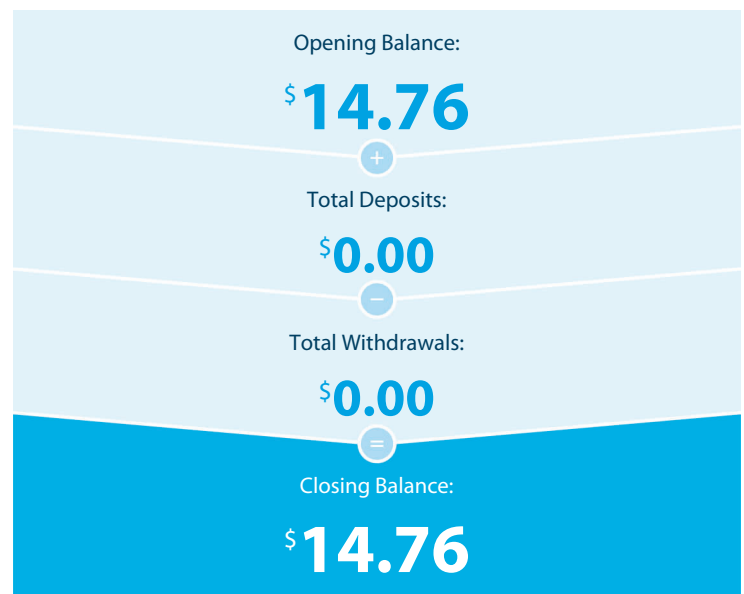 Opening Balance:
$14.76
+
Total Deposits:
$0.00
−
Total Withdrawals:
$0.00
=
Closing Balance:
$14.76